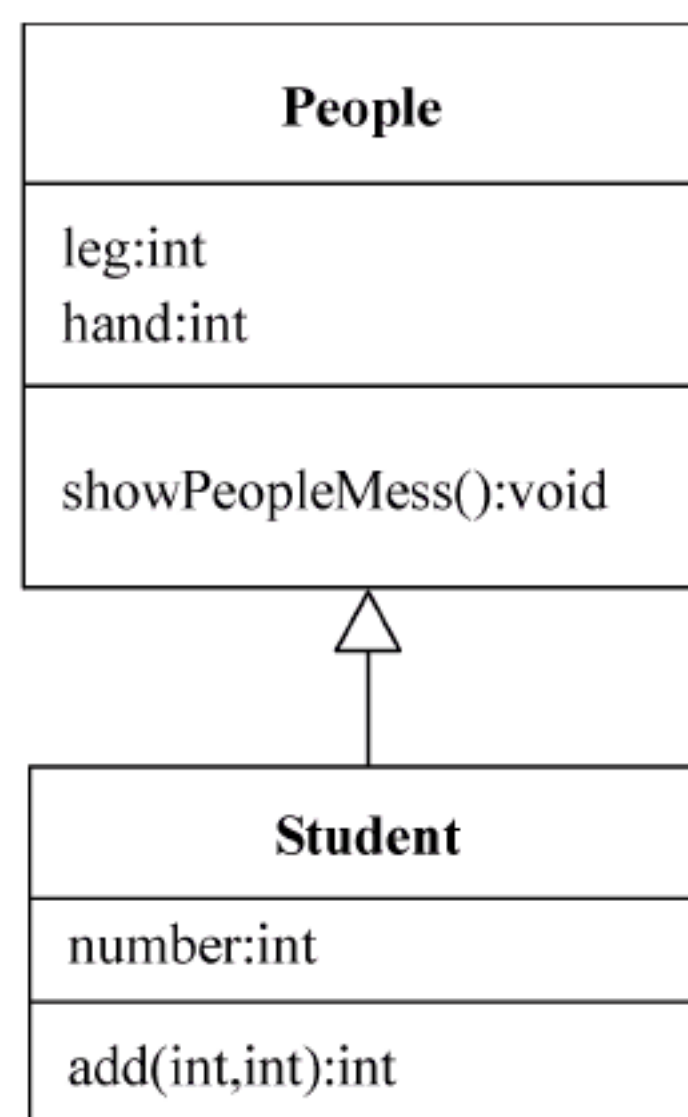 People
leg:int
hand:int
showPeopleMess():void
Student
number:int
add(int,int):int